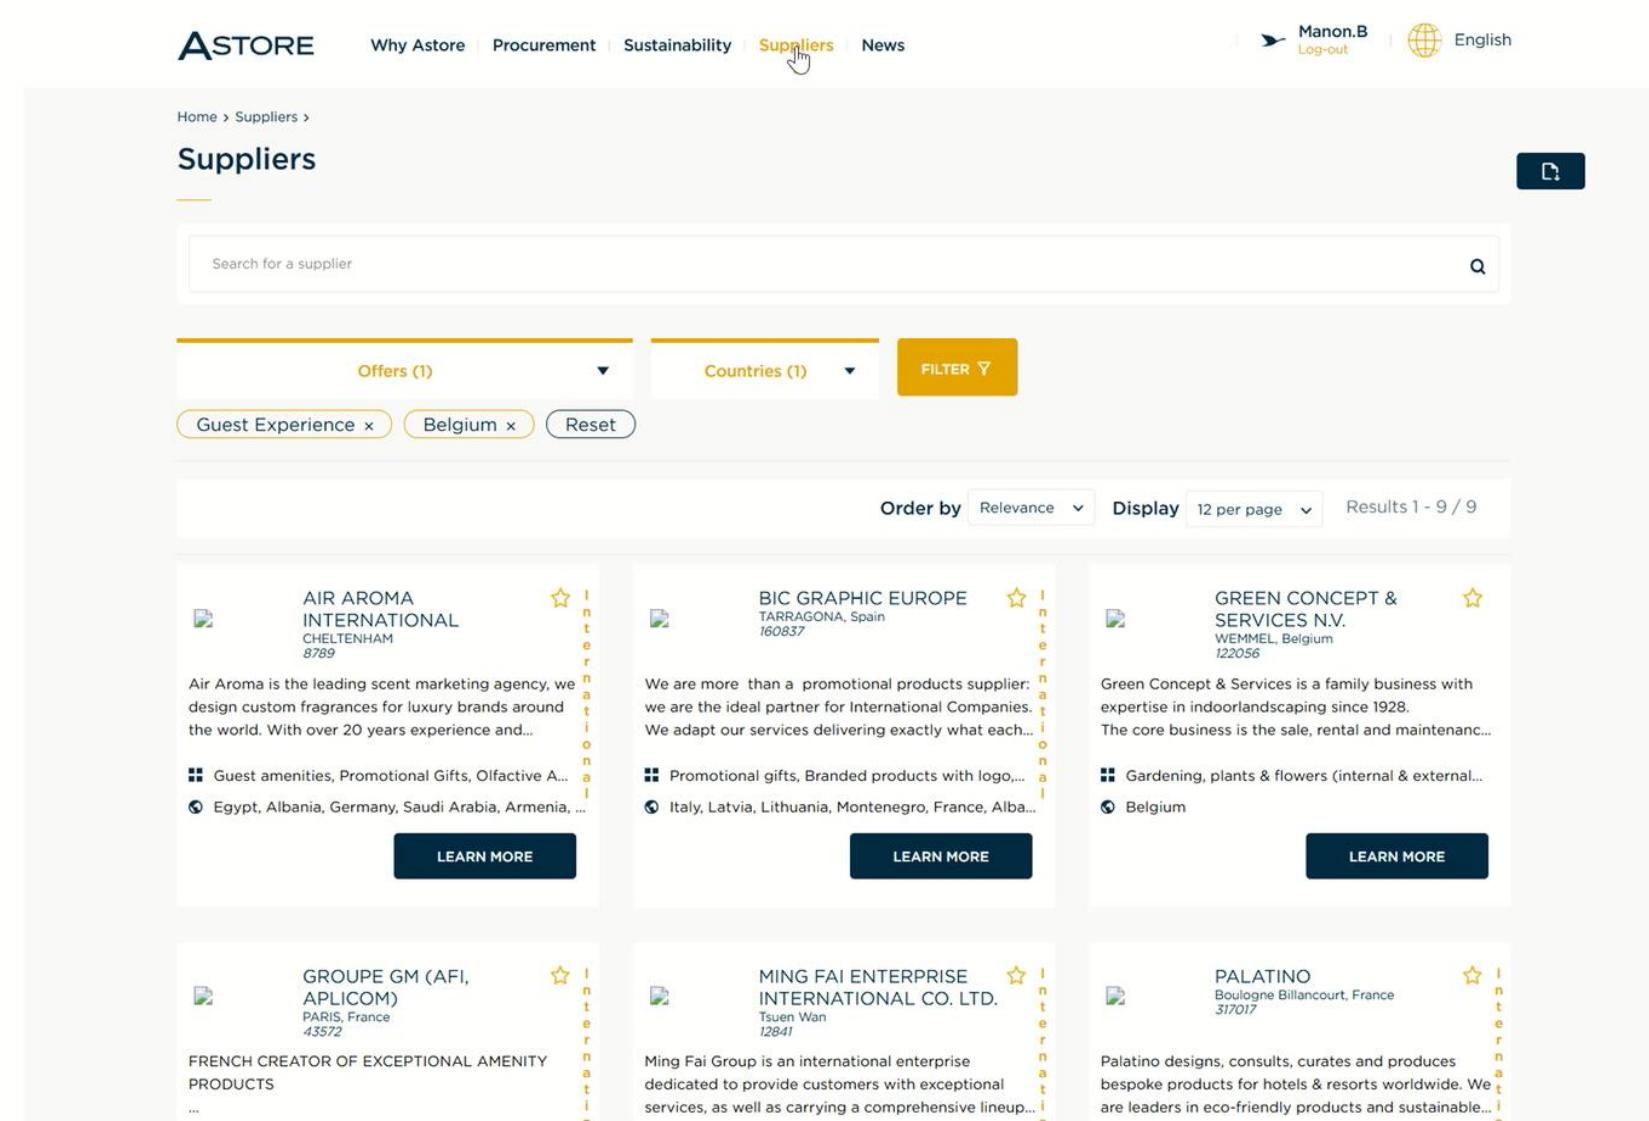 ASTORE
Why Astore
Procurement
Sustainability
Suppliers
News
Manon.B
Log-out
English
Home > Suppliers >
Suppliers
Search for a supplier
Offers (1)
Countries (1)
FILTER
Guest Experience ×
Belgium ×
Reset
Order by
Relevance
Display
12 per page
Results 1 - 9 / 9
AIR AROMA
INTERNATIONAL
CHELTENHAM
8789
International
Air Aroma is the leading scent marketing agency, we
design custom fragrances for luxury brands around
the world. With over 20 years experience and...
Guest amenities, Promotional Gifts, Olfactive A...
Egypt, Albania, Germany, Saudi Arabia, Armenia, ...
LEARN MORE
BIC GRAPHIC EUROPE
TARRAGONA, Spain
160837
International
We are more than a promotional products supplier:
we are the ideal partner for International Companies.
We adapt our services delivering exactly what each...
Promotional gifts, Branded products with logo,...
Italy, Latvia, Lithuania, Montenegro, France, Alba...
LEARN MORE
GREEN CONCEPT &
SERVICES N.V.
WEMMEL, Belgium
122056
Green Concept & Services is a family business with
expertise in indoorlandscaping since 1928.
The core business is the sale, rental and maintenanc...
Gardening, plants & flowers (internal & external...
Belgium
LEARN MORE
GROUPE GM (AFI,
APLICOM)
PARIS, France
43572
Internati
FRENCH CREATOR OF EXCEPTIONAL AMENITY
PRODUCTS
...
MING FAI ENTERPRISE
INTERNATIONAL CO. LTD.
Tsuen Wan
12841
Internati
Ming Fai Group is an international enterprise
dedicated to provide customers with exceptional
services, as well as carrying a comprehensive lineup...
PALATINO
Boulogne Billancourt, France
317017
Internati
Palatino designs, consults, curates and produces
bespoke products for hotels & resorts worldwide. We
are leaders in eco-friendly products and sustainable...